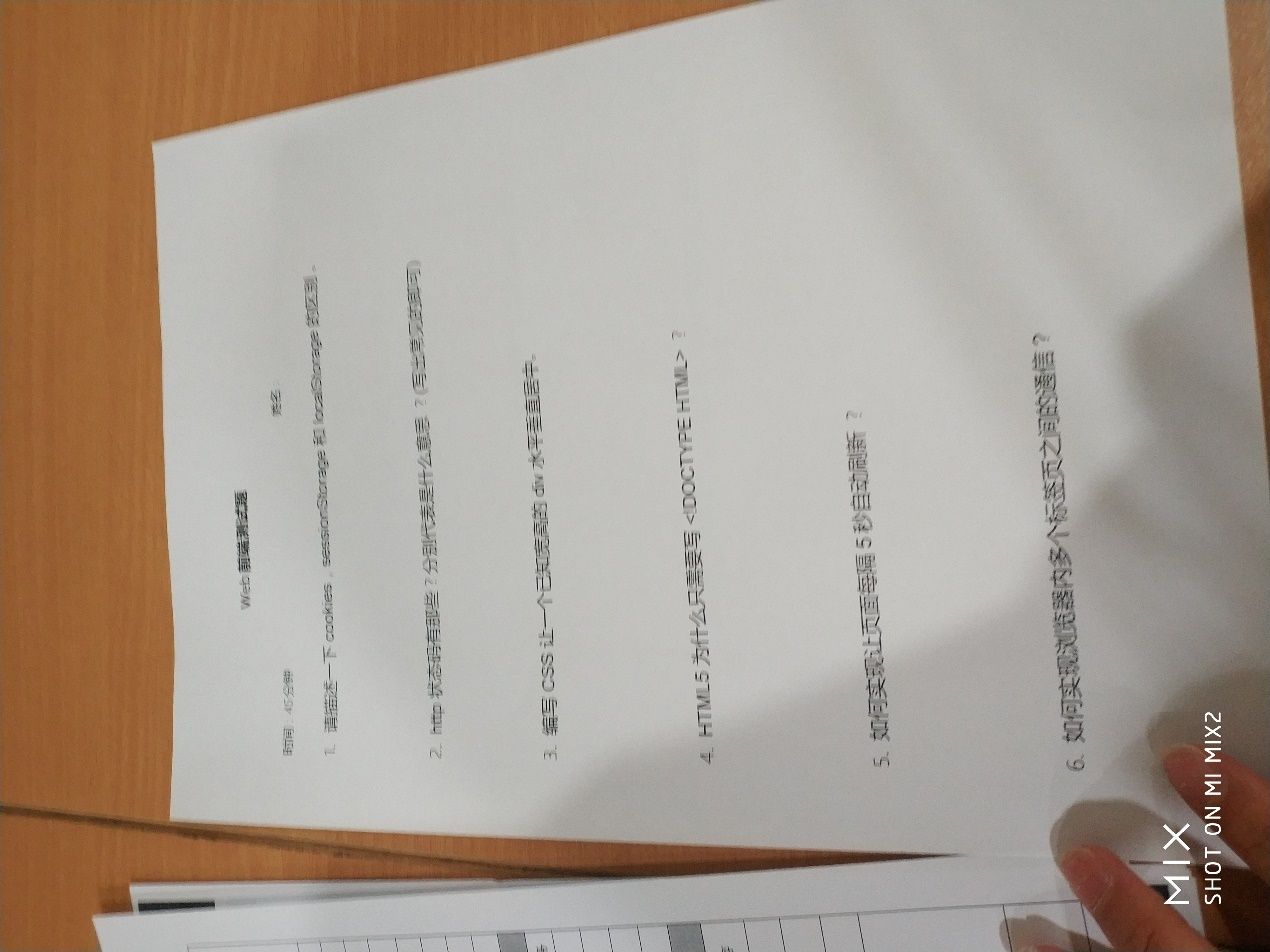 Web 前端测试题
时间：45分钟 姓名：
1. 请描述一下 cookies，sessionStorage 和 localStorage 的区别。
2. http 状态码有那些？分别代表是什么意思？(写出常见的即可)
3. 编写 CSS 让一个已知宽高的 div 水平垂直居中。
4. HTML5 为什么只需要写 <!DOCTYPE HTML>？
5. 如何实现让页面每隔 5 秒自动刷新？
6. 如何实现浏览器内多个标签页之间的通信？
MIX
SHOT ON MI MIX2